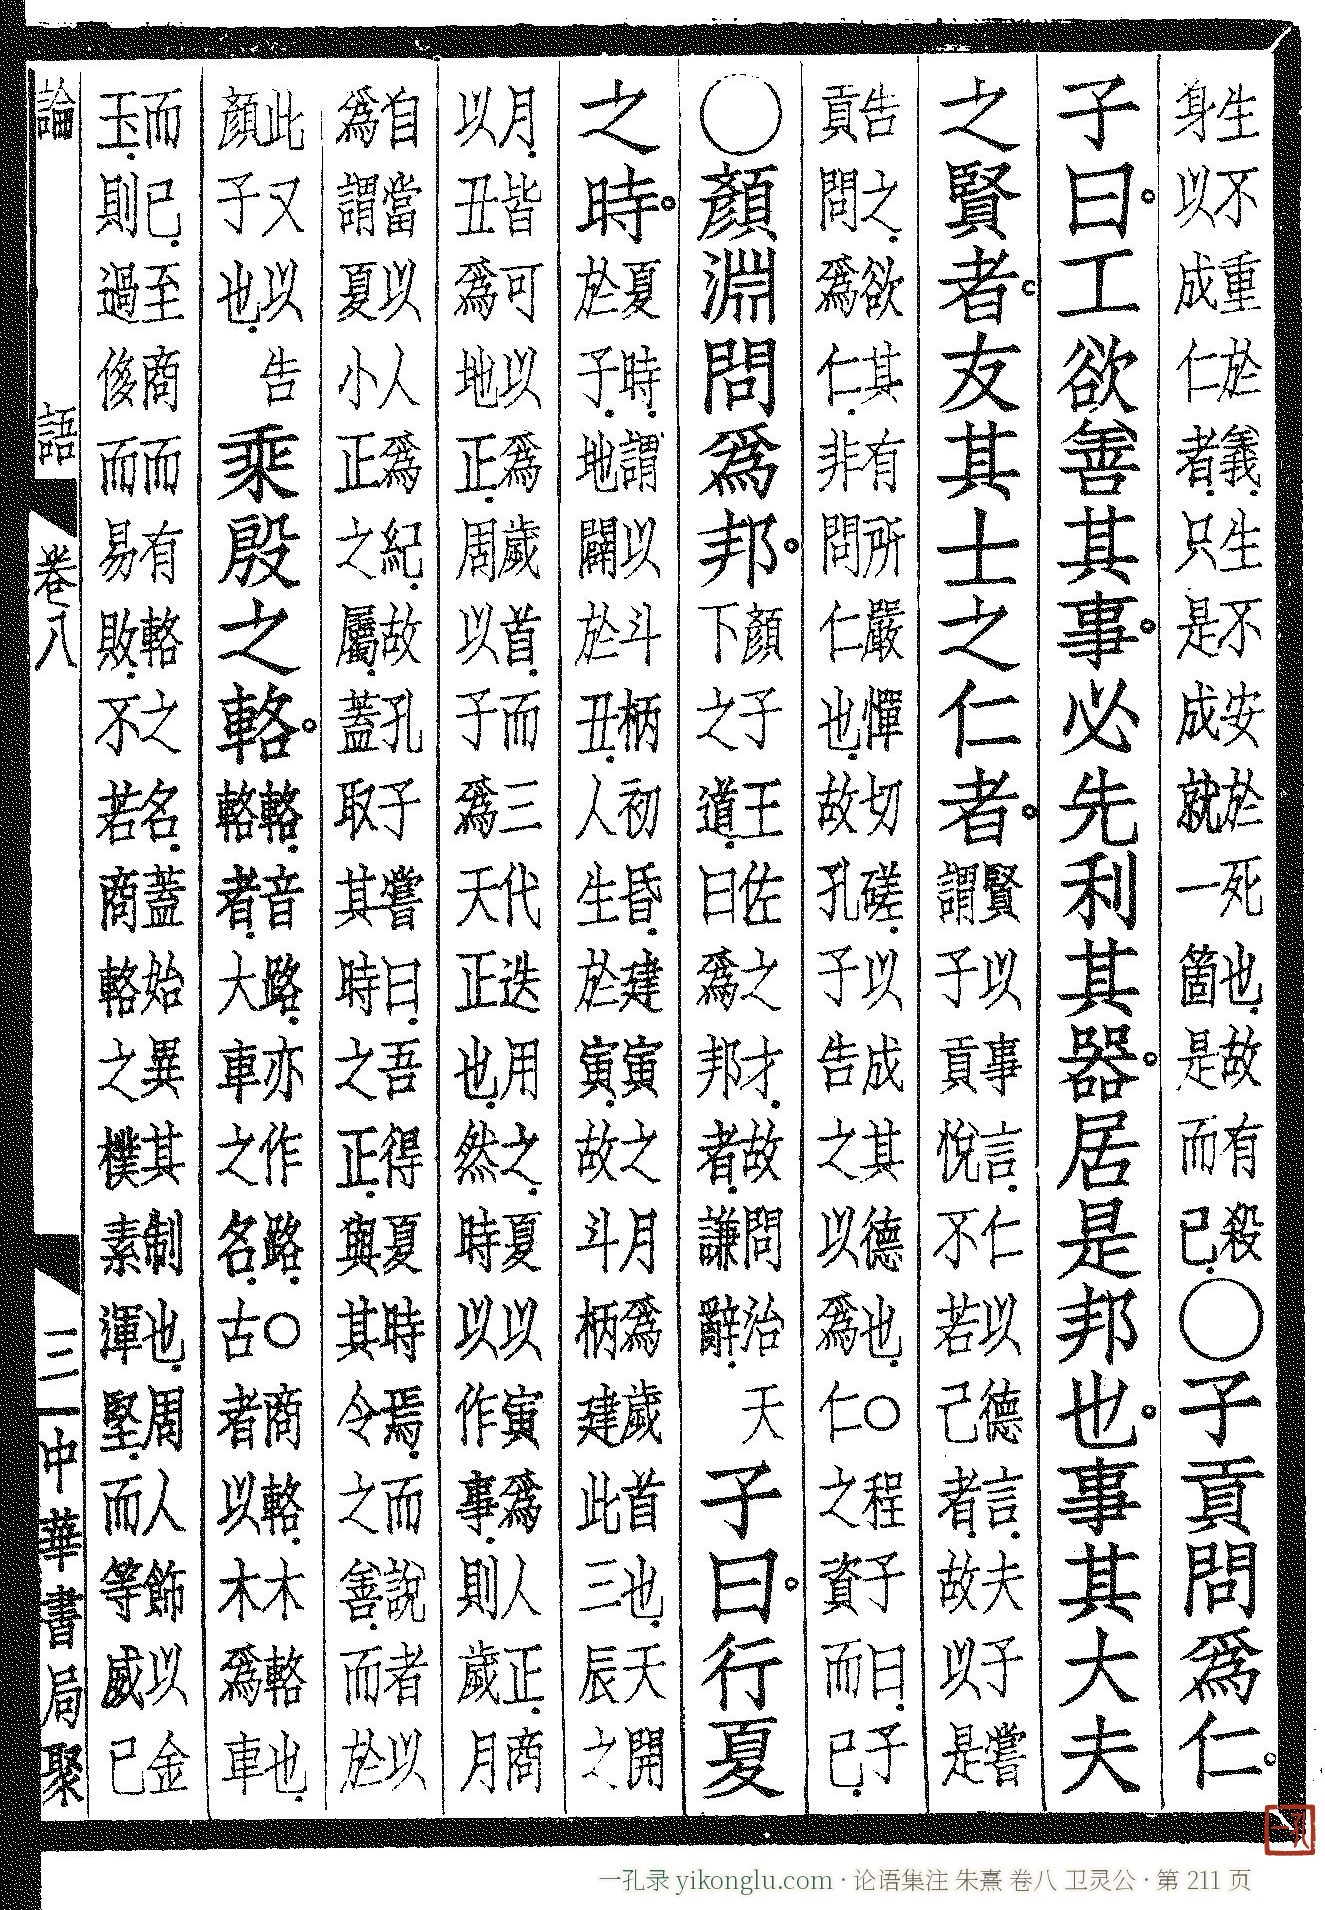 生不重於義。生不安於死也。故有殺身以成仁者。只是成就一箇是而已。○子貢問爲仁。
子曰。工欲善其事。必先利其器。居是邦也。事其大夫
之賢者。友其士之仁者。賢以事言。仁以德言。夫子嘗謂子貢悅不若己者。故以是
告之。欲其有所嚴憚切磋。以成其德也。○程子曰。子貢問爲仁。非問仁也。故孔子告之以爲仁之資而已。
○顏淵問爲邦。顏子王佐之才。故問治天下之道。曰爲邦者。謙辭。子曰。行夏
之時。夏時。謂以斗柄初昏建寅之月爲歲首也。天開於子。地闢於丑。人生於寅。故斗柄建此三辰之
月。皆可以爲歲首。而三代迭用之。夏以寅爲人正。商以丑爲地正。周以子爲天正也。然時以作事。則歲月
自當以人爲紀。故孔子嘗曰。吾得夏時焉。而說者以爲謂夏小正之屬。蓋取其時之正。與其令之善。而於
此又以告顏子也。乘殷之輅。輅。音路。亦作路。○商輅。木輅也。輅者。大車之名。古者以木爲車
而已。至商而有輅之名。蓋始異其制也。周人飾以金玉。則過侈而易敗。不若商輅之樸素渾堅。而等威已
論語 卷八 三一 中華書局聚
一孔录 yikonglu.com · 论语集注 朱熹 卷八 卫灵公 · 第 211 页